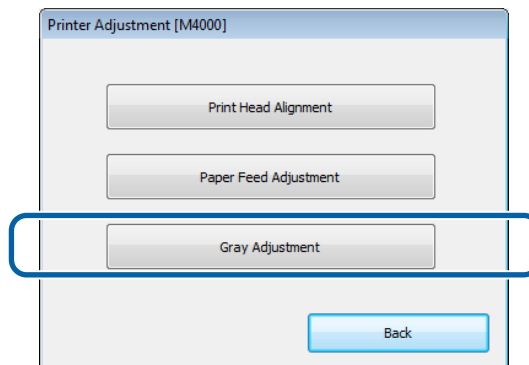 Printer Adjustment [M4000]
Print Head Alignment
Paper Feed Adjustment
Gray Adjustment
Back